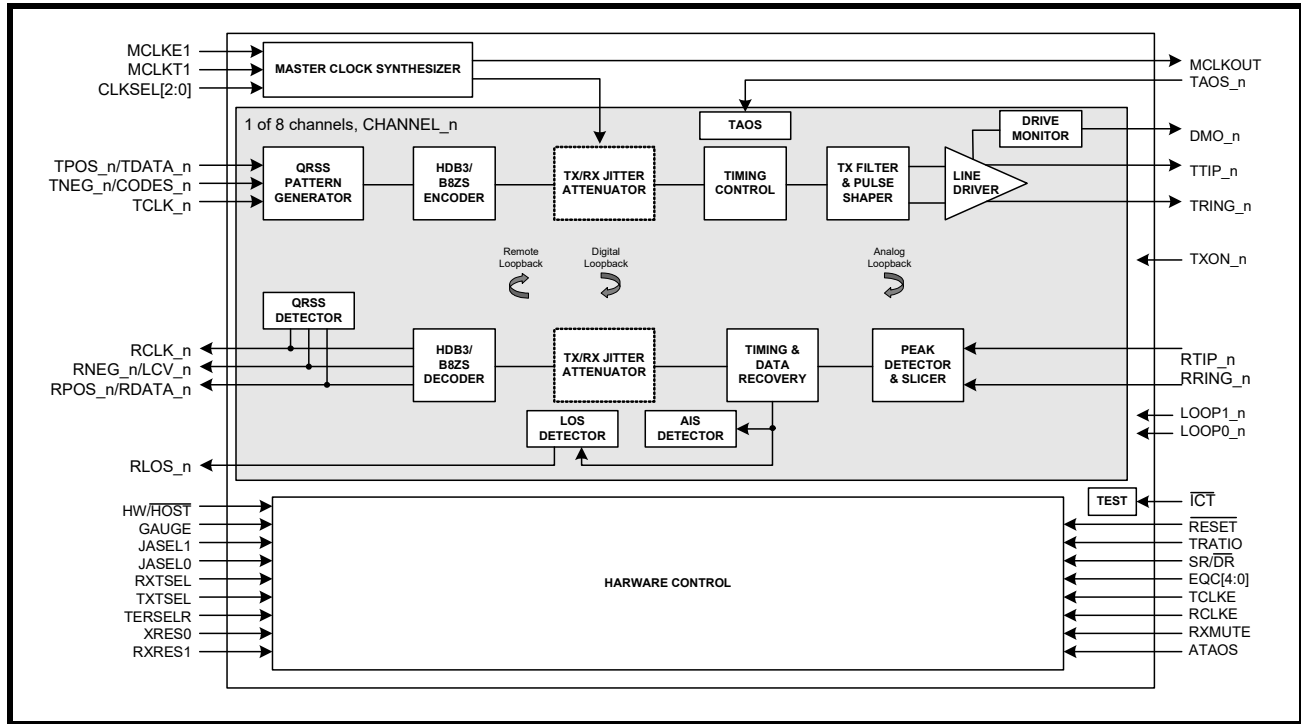 MCLKE1
MCLKT1
CLKSEL[2:0]
MASTER CLOCK SYNTHESIZER
MCLKOUT
TAOS_n
1 of 8 channels, CHANNEL_n
TAOS
DRIVE
MONITOR
DMO_n
TPOS_n/TDATA_n
TNEG_n/CODES_n
TCLK_n
QRSS
PATTERN
GENERATOR
HDB3/
B8ZS
ENCODER
TX/RX JITTER
ATTENUATOR
TIMING
CONTROL
TX FILTER
& PULSE
SHAPER
LINE
DRIVER
TTIP_n
TRING_n
Remote
Loopback
Digital
Loopback
Analog
Loopback
TXON_n
QRSS
DETECTOR
RCLK_n
RNEG_n/LCV_n
RPOS_n/RDATA_n
HDB3/
B8ZS
DECODER
TX/RX JITTER
ATTENUATOR
TIMING &
DATA
RECOVERY
PEAK
DETECTOR
& SLICER
RTIP_n
RRING_n
LOS
DETECTOR
AIS
DETECTOR
LOOP1_n
LOOP0_n
RLOS_n
HW/HOST
GAUGE
JASEL1
JASEL0
RXTSEL
TXTSEL
TERSELR
XRES0
RXRES1
HARWARE CONTROL
TEST
ICT
RESET
TRATIO
SR/DR
EQC[4:0]
TCLKE
RCLKE
RXMUTE
ATAOS